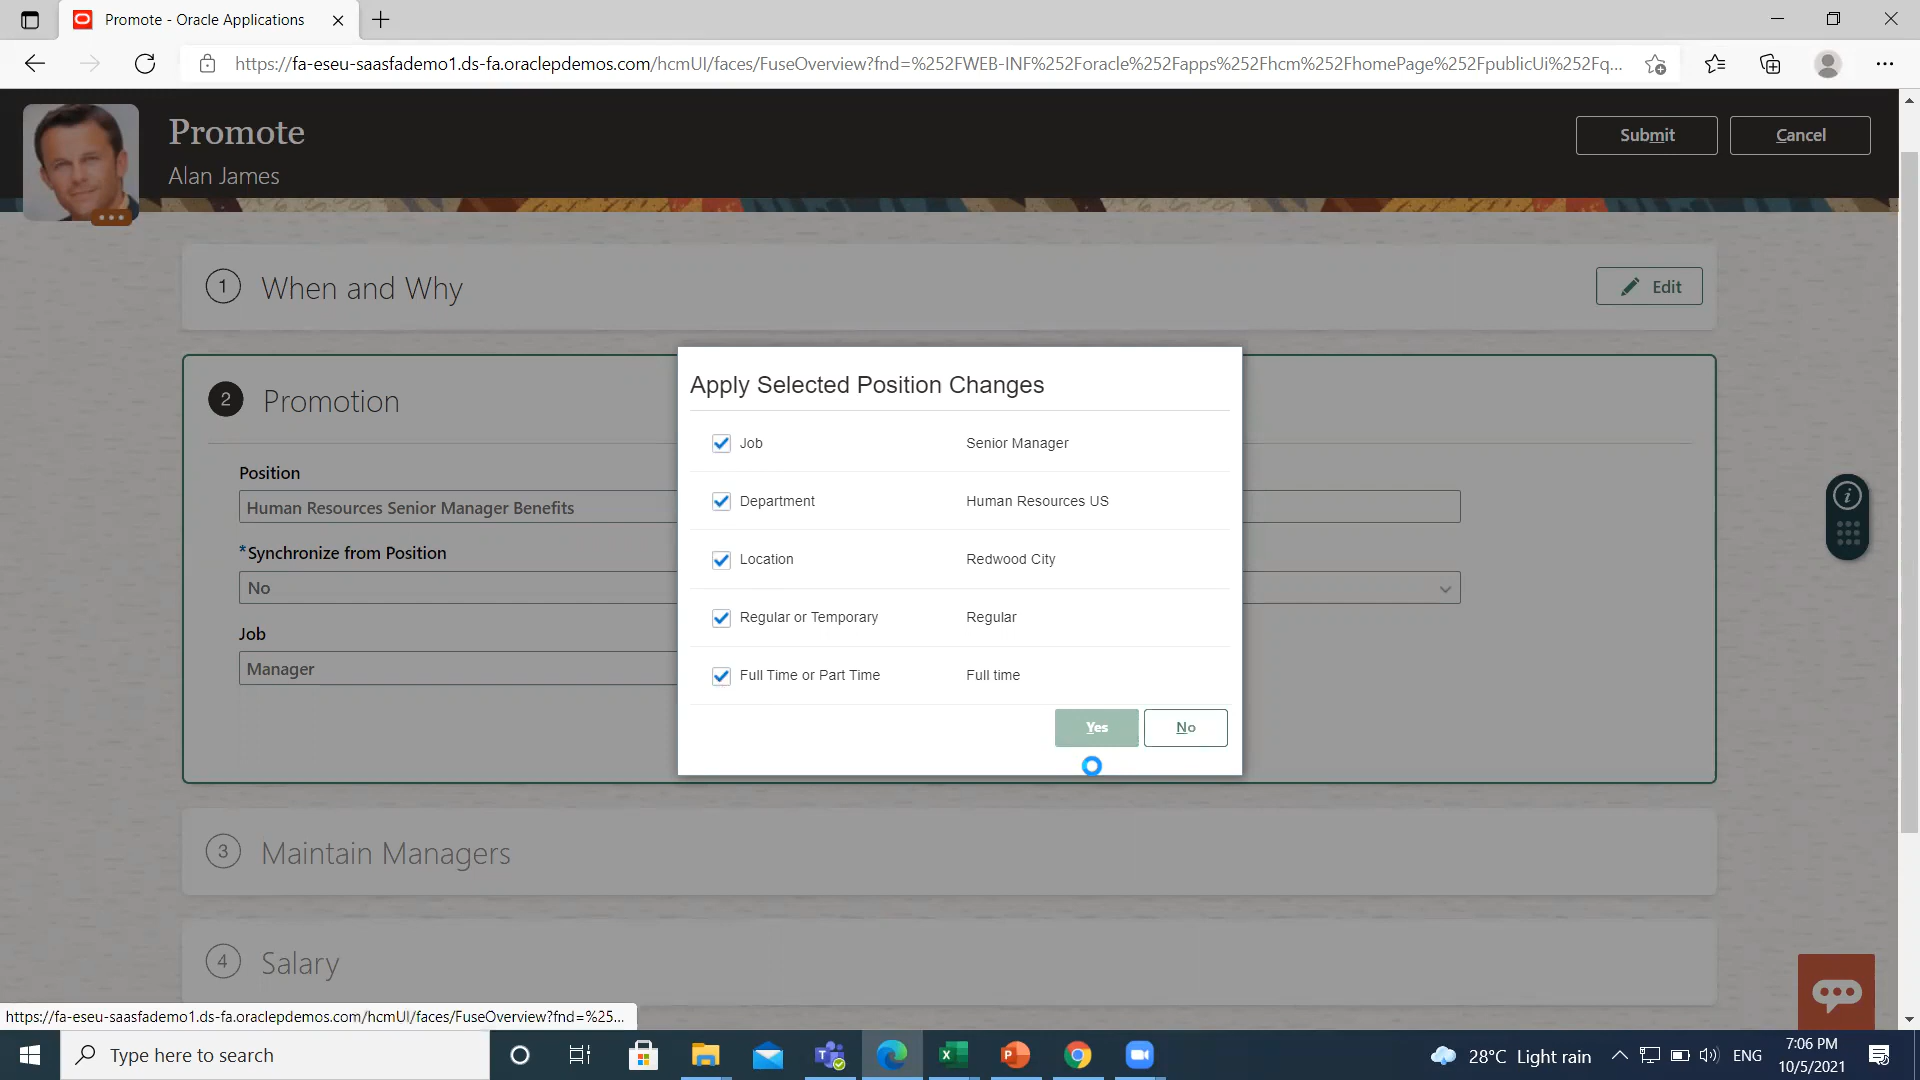 Promote - Oracle Applications
https://fa-eseu-saasfademo1.ds-fa.oraclepdemos.com/hcmUI/faces/FuseOverview?fnd=%252FWEB-INF%252Foracle%252Fapps%252Fhcm%252FhomePage%252FpublicUi%252Fq...
Promote
Alan James
Submit
Cancel
1 When and Why
Edit
2 Promotion
Position
Human Resources Senior Manager Benefits
*Synchronize from Position
No
Job
Manager
Apply Selected Position Changes
Job Senior Manager
Department Human Resources US
Location Redwood City
Regular or Temporary Regular
Full Time or Part Time Full time
Yes No
3 Maintain Managers
4 Salary
https://fa-eseu-saasfademo1.ds-fa.oraclepdemos.com/hcmUI/faces/FuseOverview?fnd=%25...
Type here to search
28°C Light rain
ENG
7:06 PM
10/5/2021